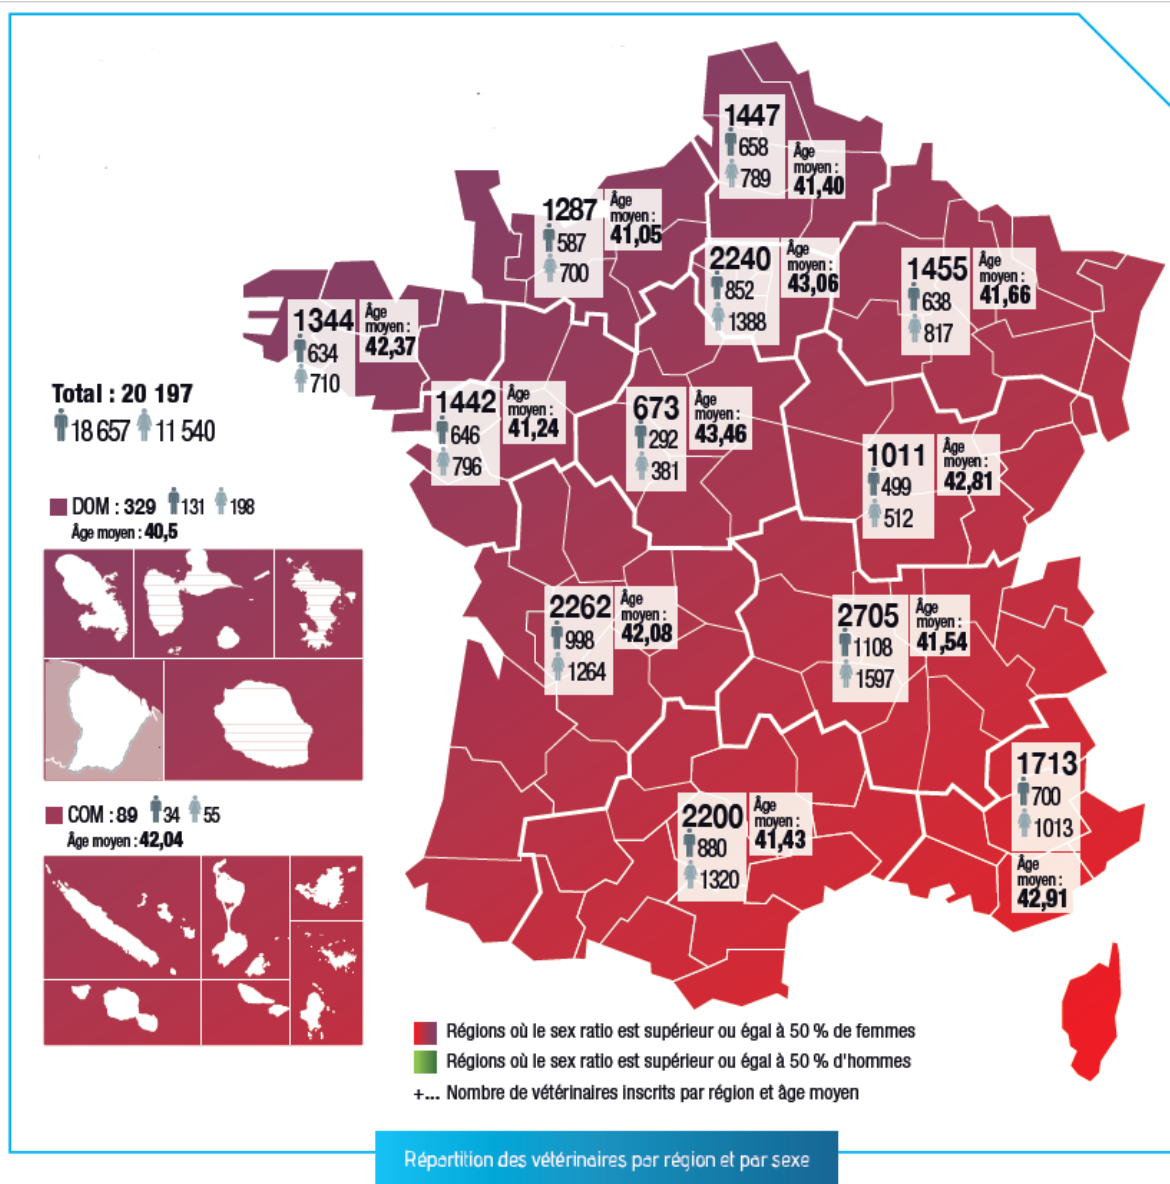 1447
658
789
Âge
moyen :
41,40
1287
587
700
Âge
moyen :
41,05
2240
852
1388
Âge
moyen :
43,06
1455
638
817
Âge
moyen :
41,66
1344
634
710
Âge
moyen :
42,37
Total : 20 197
18 657 11 540
1442
646
796
Âge
moyen :
41,24
673
292
381
Âge
moyen :
43,46
1011
499
512
Âge
moyen :
42,81
DOM : 329 131 198
Âge moyen : 40,5
2262
998
1264
Âge
moyen :
42,08
2705
1108
1597
Âge
moyen :
41,54
1713
700
1013
Âge
moyen :
42,91
COM : 89 34 55
Âge moyen : 42,04
2200
880
1320
Âge
moyen :
41,43
Régions où le sex ratio est supérieur ou égal à 50 % de femmes
Régions où le sex ratio est supérieur ou égal à 50 % d'hommes
+... Nombre de vétérinaires inscrits par région et âge moyen
Répartition des vétérinaires par région et par sexe